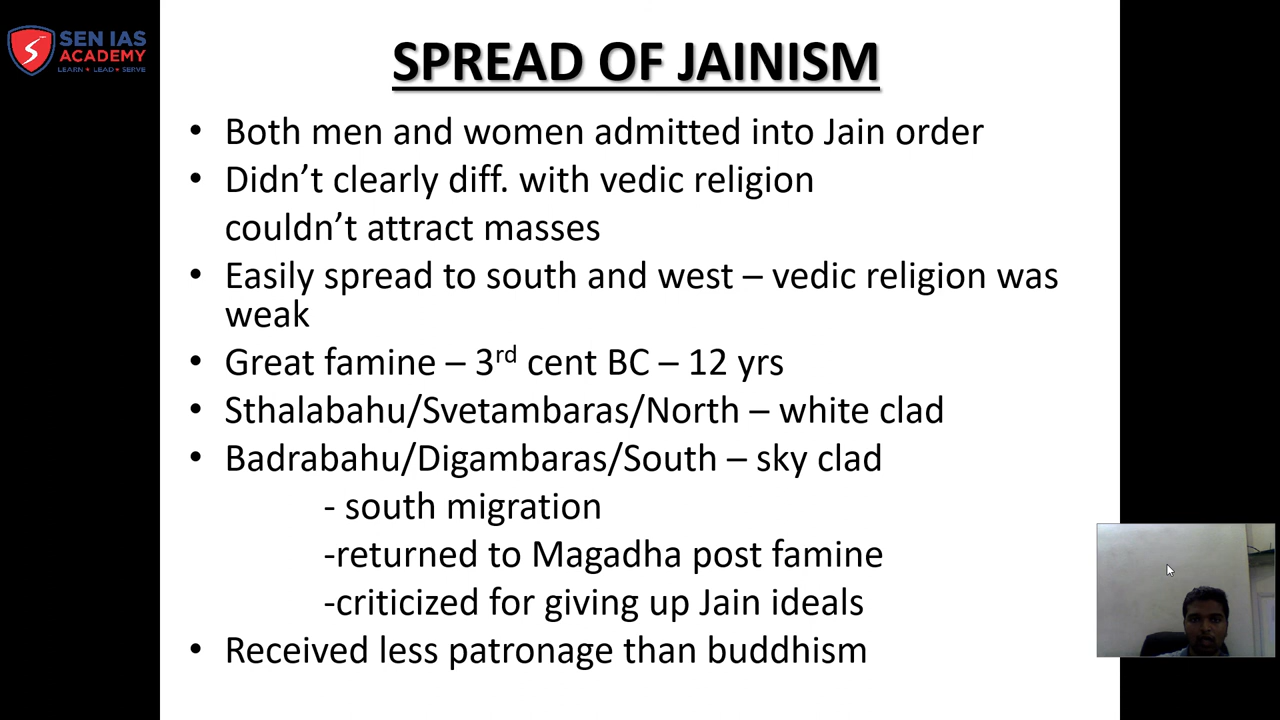 SEN IAS
ACADEMY
LEARN ★ LEAD ★ SERVE
SPREAD OF JAINISM
• Both men and women admitted into Jain order
• Didn’t clearly diff. with vedic religion
couldn’t attract masses
• Easily spread to south and west – vedic religion was
weak
• Great famine – 3rd cent BC – 12 yrs
• Sthalabahu/Svetambaras/North – white clad
• Badrabahu/Digambaras/South – sky clad
- south migration
-returned to Magadha post famine
-criticized for giving up Jain ideals
• Received less patronage than buddhism